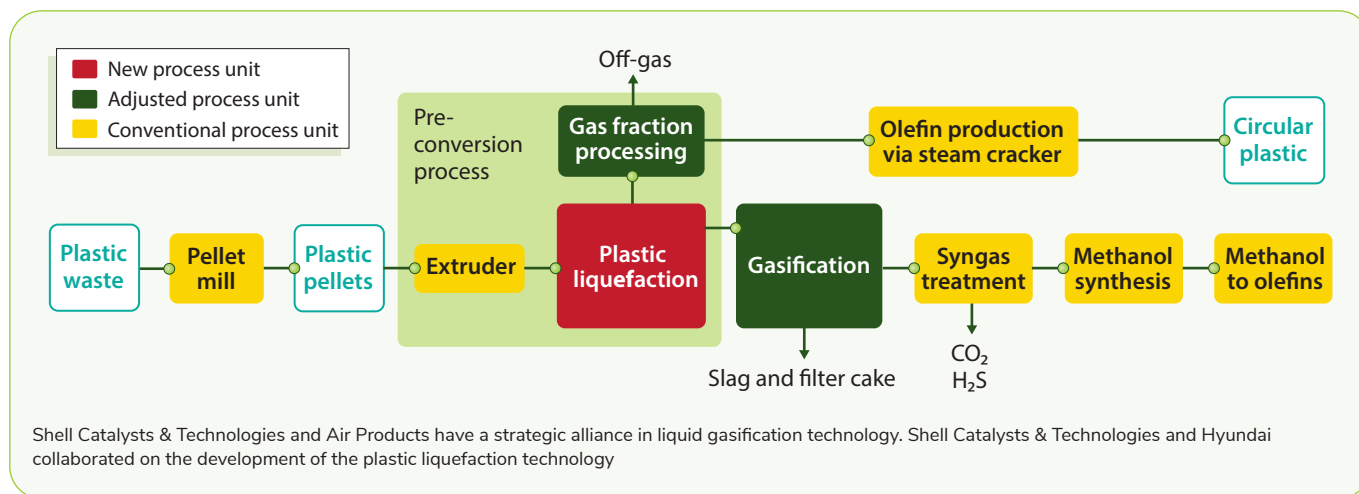 New process unit
Adjusted process unit
Conventional process unit
Off-gas
Pre-
conversion
process
Gas fraction
processing
Olefin production
via steam cracker
Circular
plastic
Plastic
waste
Pellet
mill
Plastic
pellets
Extruder
Plastic
liquefaction
Gasification
Syngas
treatment
Methanol
synthesis
Methanol
to olefins
Slag and filter cake
CO₂
H₂S
Shell Catalysts & Technologies and Air Products have a strategic alliance in liquid gasification technology. Shell Catalysts & Technologies and Hyundai
collaborated on the development of the plastic liquefaction technology